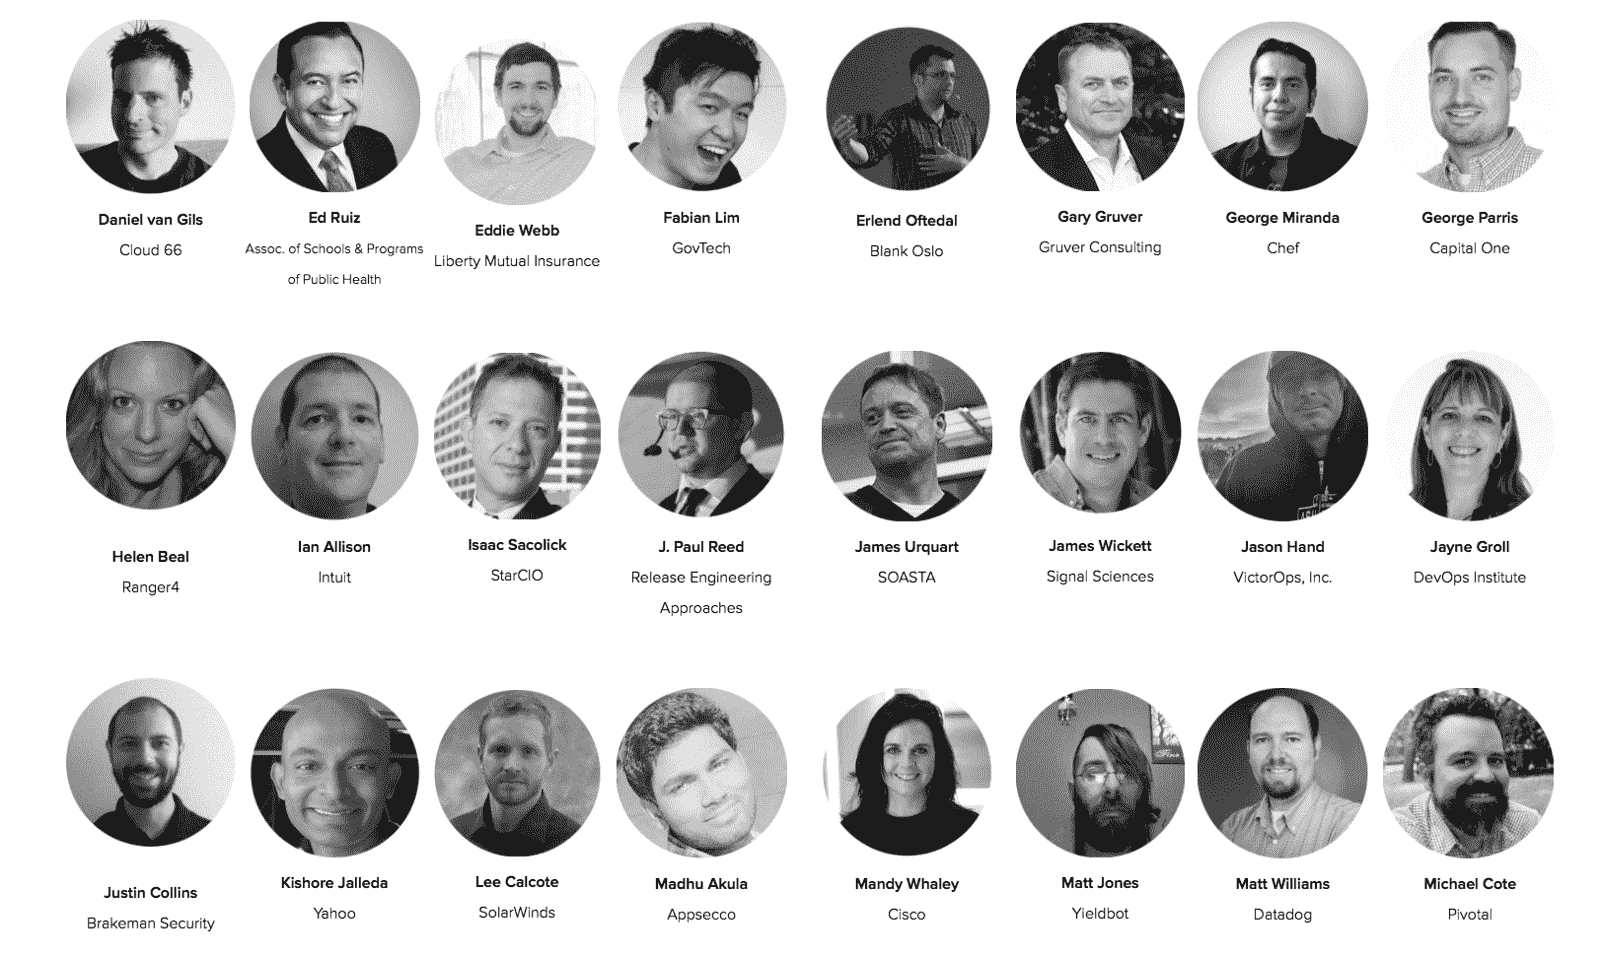 Daniel van Gils
Cloud 66
Ed Ruiz
Assoc. of Schools & Programs
of Public Health
Eddie Webb
Liberty Mutual Insurance
Fabian Lim
GovTech
Erlend Oftedal
Blank Oslo
Gary Gruver
Gruver Consulting
George Miranda
Chef
George Parris
Capital One
Helen Beal
Ranger4
Ian Allison
Intuit
Isaac Sacolick
StarCIO
J. Paul Reed
Release Engineering
Approaches
James Urquart
SOASTA
James Wickett
Signal Sciences
Jason Hand
VictorOps, Inc.
Jayne Groll
DevOps Institute
Justin Collins
Brakeman Security
Kishore Jalleda
Yahoo
Lee Calcote
SolarWinds
Madhu Akula
Appsecco
Mandy Whaley
Cisco
Matt Jones
Yieldbot
Matt Williams
Datadog
Michael Cote
Pivotal